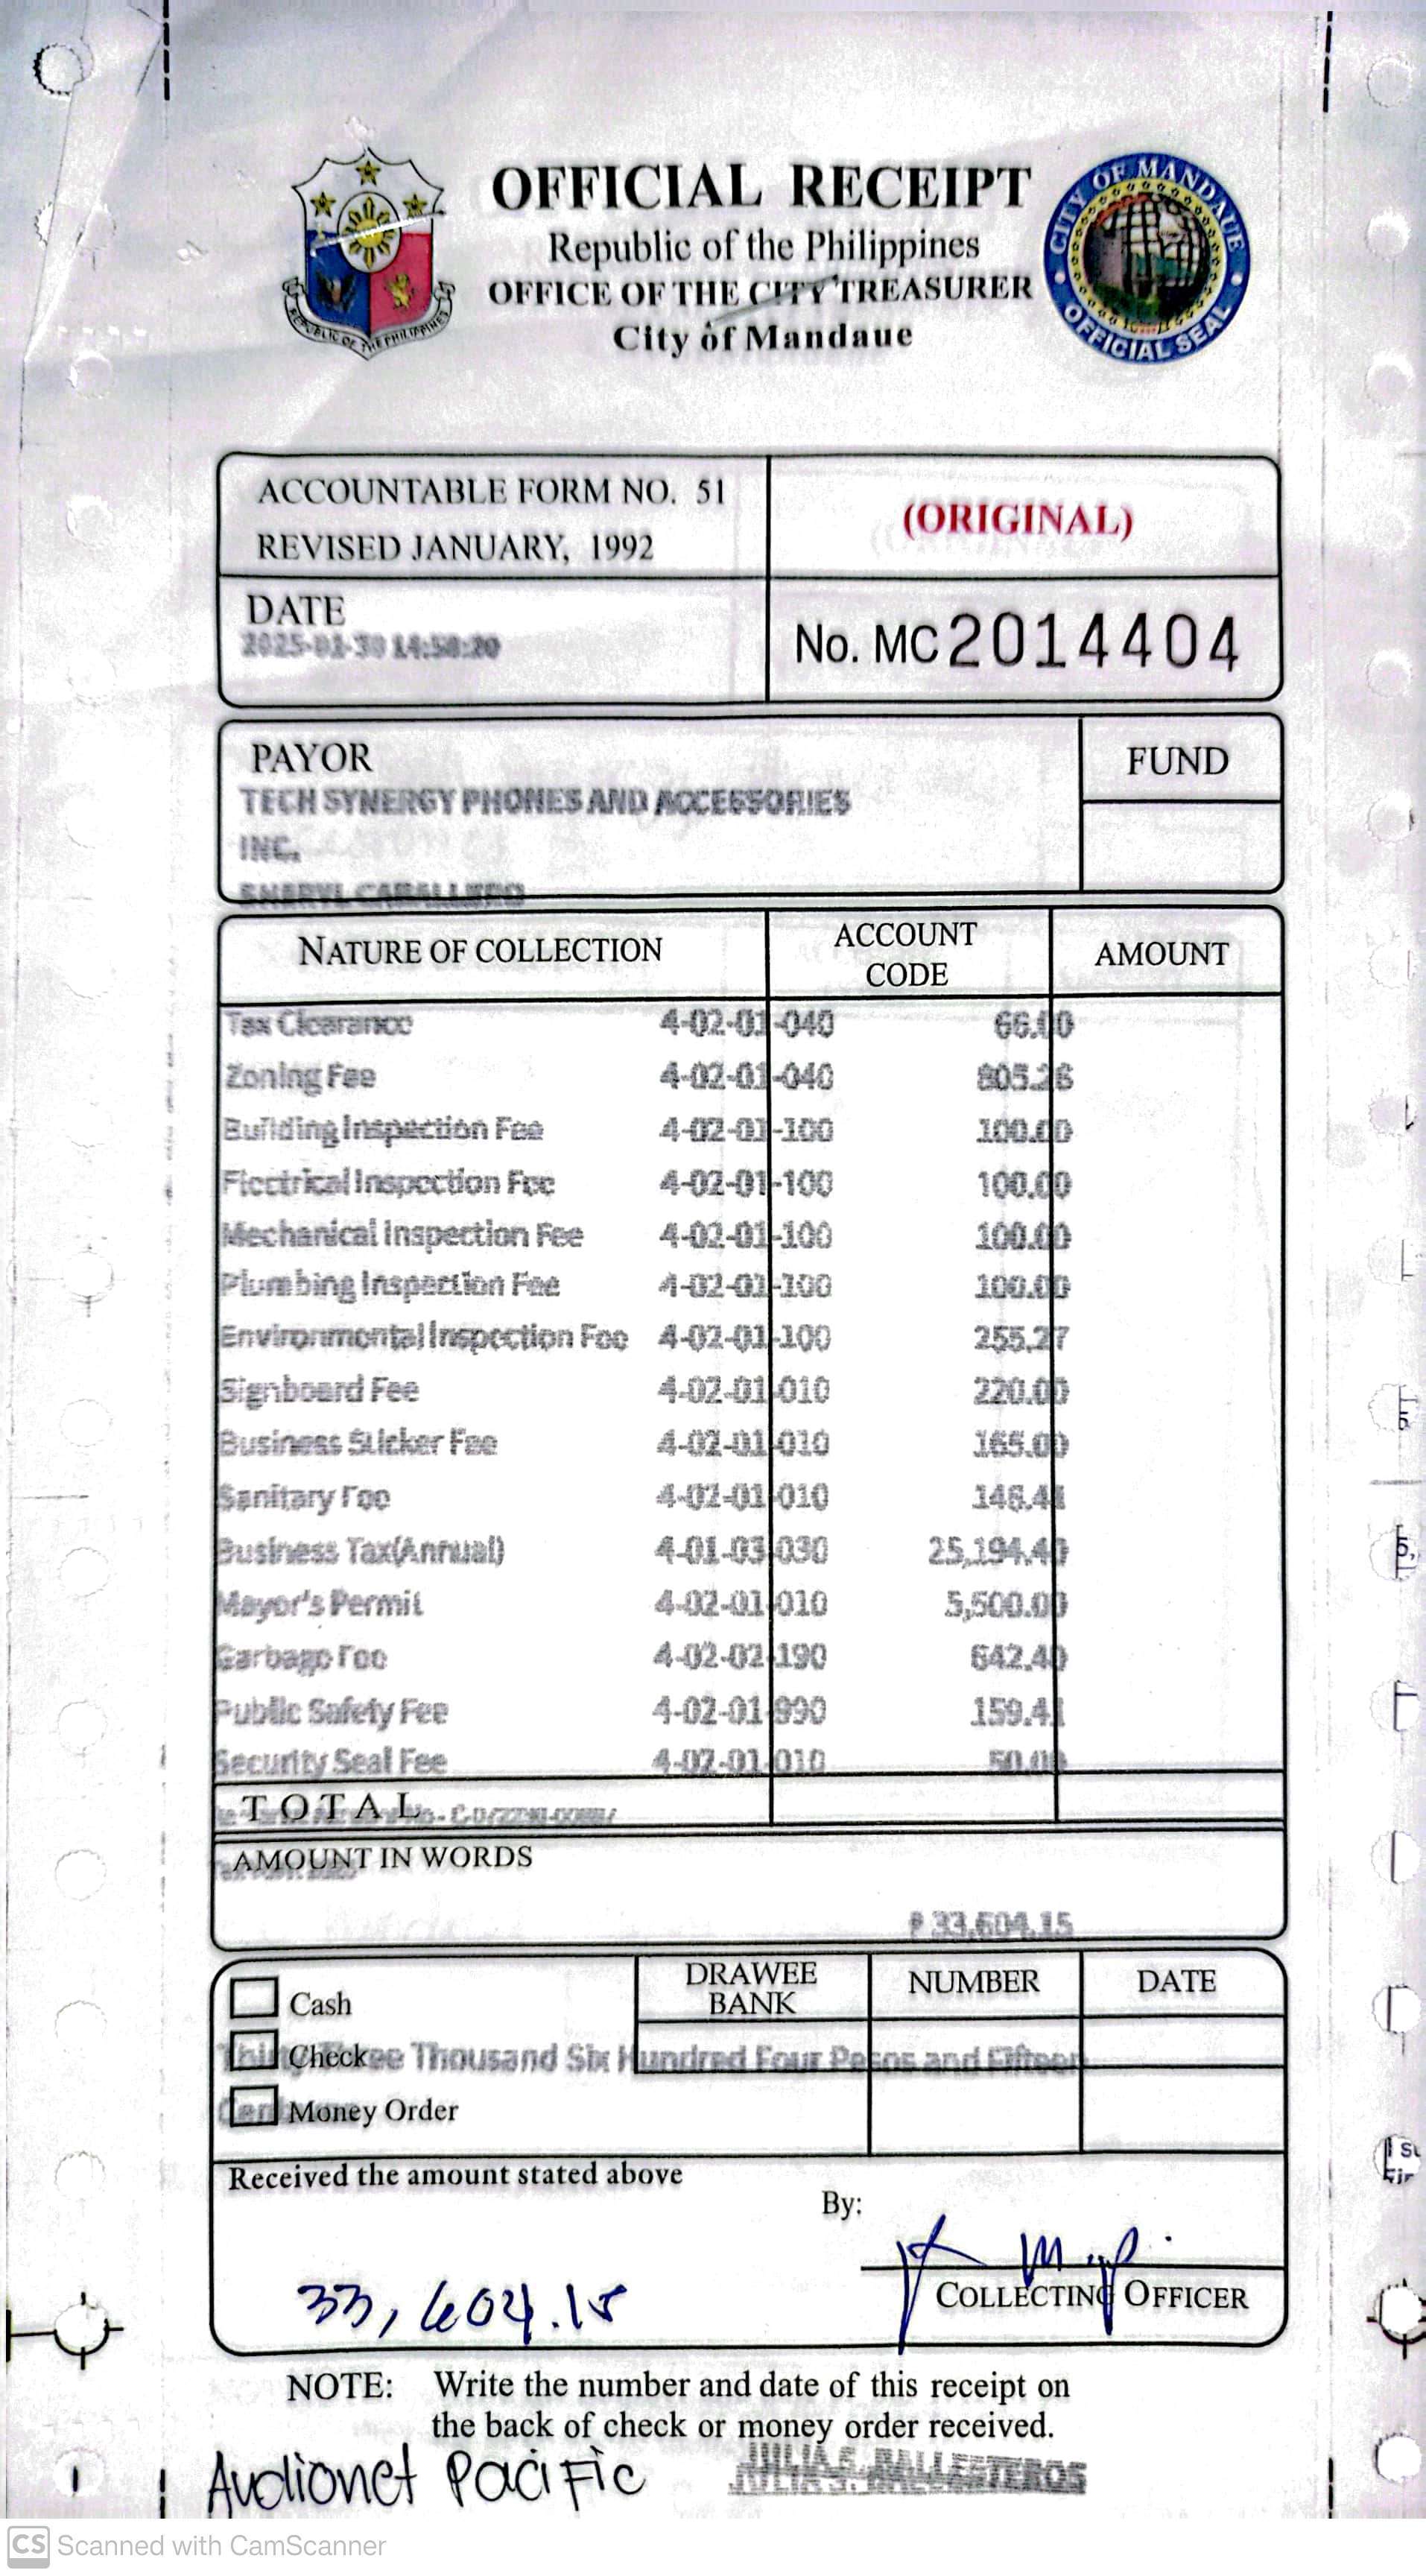 OFFICIAL RECEIPT
Republic of the Philippines
OFFICE OF THE CITY TREASURER
City of Mandaue
REPUBLIC OF THE PHILIPPINES
CITY OF MANDAUE
OFFICIAL SEAL
ACCOUNTABLE FORM NO. 51
REVISED JANUARY, 1992
(ORIGINAL)
DATE
2025-01-30 14:58:20
No. MC 2014404
PAYOR
TECH SYNERGY PHONES AND ACCESSORIES
INC.
SHARYL CABALLERO
FUND
NATURE OF COLLECTION ACCOUNT CODE AMOUNT
Tax Clearance 4-02-01-040 66.00
Zoning Fee 4-02-01-040 805.26
Building Inspection Fee 4-02-01-100 100.00
Electrical Inspection Fee 4-02-01-100 100.00
Mechanical Inspection Fee 4-02-01-100 100.00
Plumbing Inspection Fee 4-02-01-100 100.00
Environmental Inspection Fee 4-02-01-100 255.27
Signboard Fee 4-02-01-010 220.00
Business Sticker Fee 4-02-01-010 165.00
Sanitary Fee 4-02-01-010 146.41
Business Tax(Annual) 4-01-03-030 25,194.40
Mayor's Permit 4-02-01-010 5,500.00
Garbage Fee 4-02-02-190 642.40
Public Safety Fee 4-02-01-990 159.41
Security Seal Fee 4-02-01-010 50.00
TOTAL
AMOUNT IN WORDS
₱ 33,604.15
Cash
Check
Money Order
DRAWEE BANK NUMBER DATE
Thirty Three Thousand Six Hundred Four Pesos and Fifteen
Centavos
Received the amount stated above
By:
33,604.15
COLLECTING OFFICER
NOTE: Write the number and date of this receipt on
the back of check or money order received.
Audionet Pacific
JULIA S. BALLESTEROS
CS Scanned with CamScanner